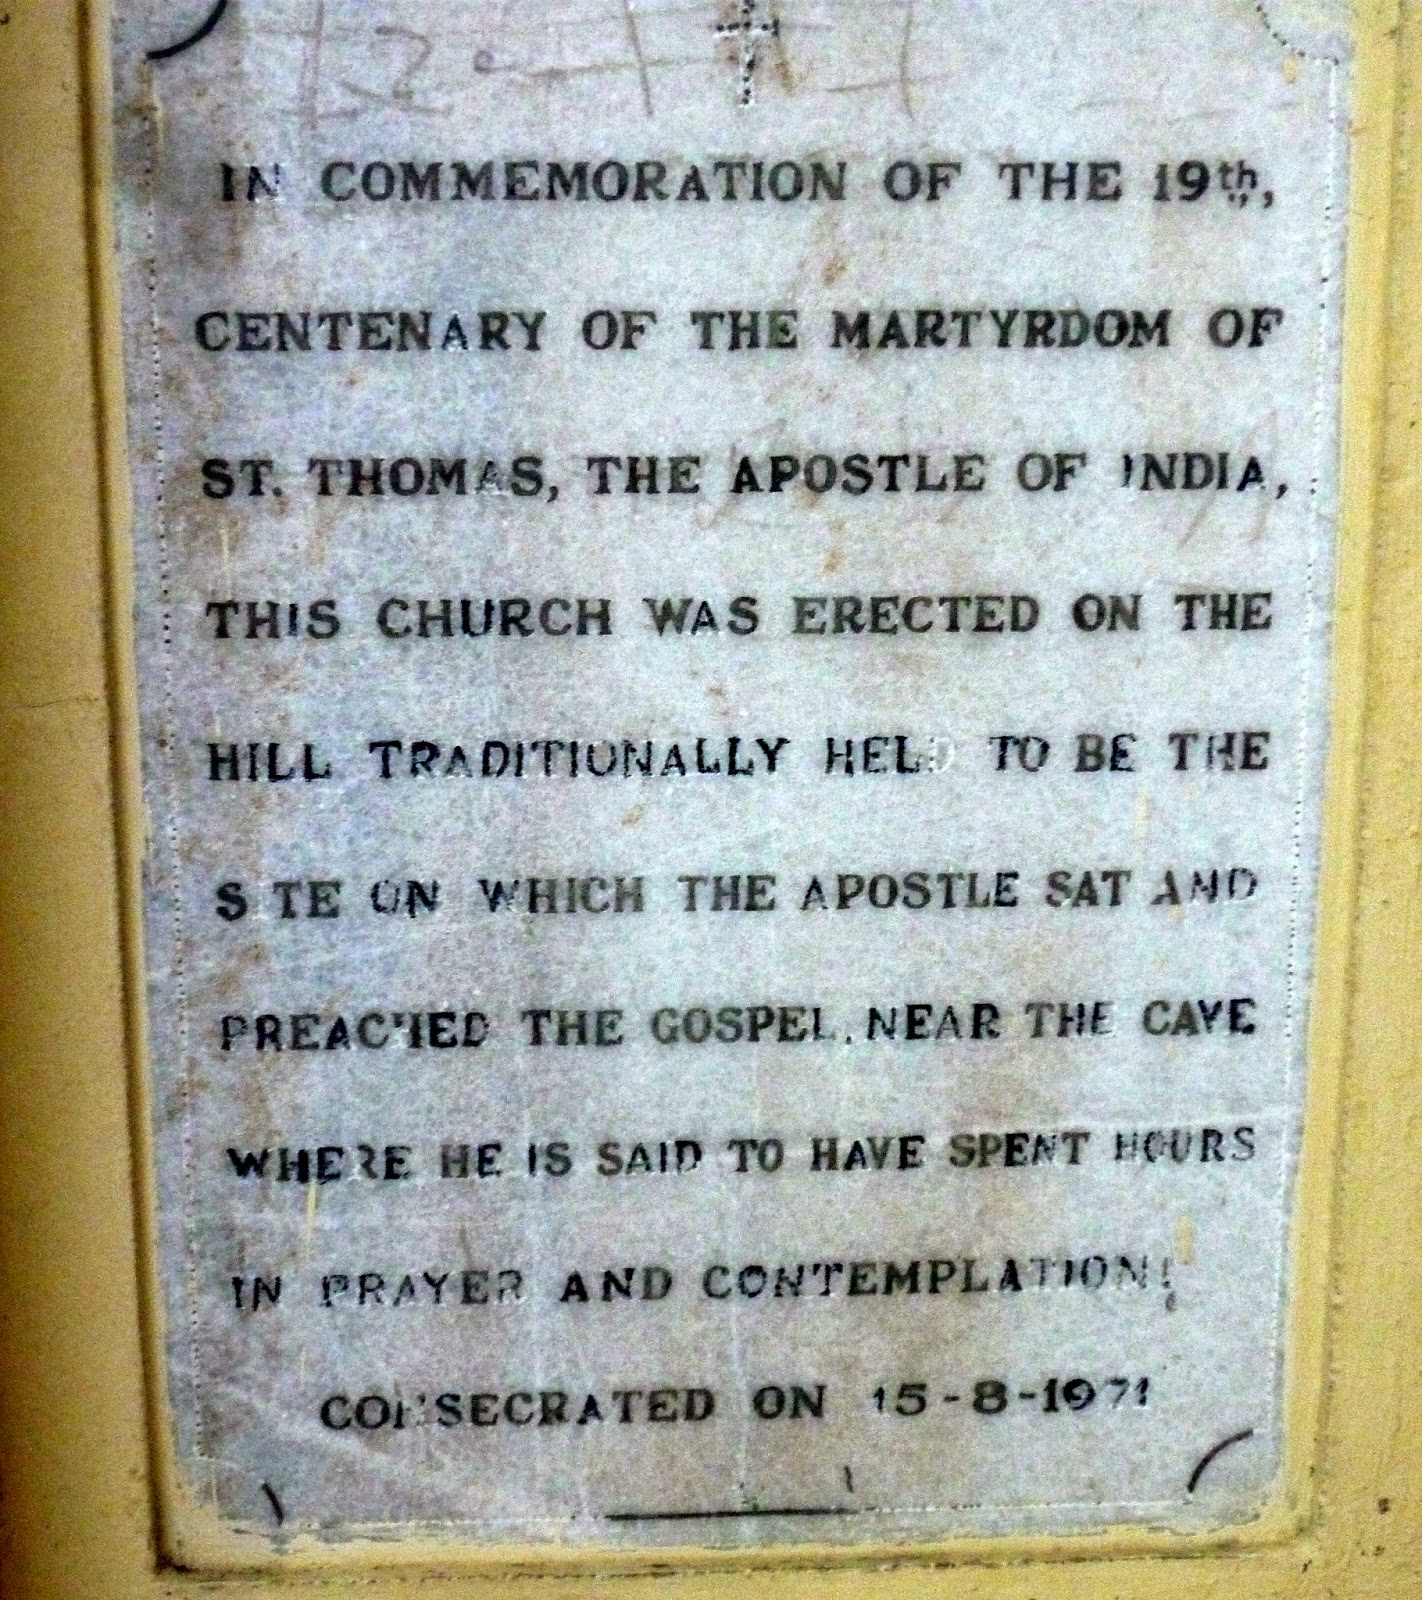 IN COMMEMORATION OF THE 19th,
CENTENARY OF THE MARTYRDOM OF
ST. THOMAS, THE APOSTLE OF INDIA,
THIS CHURCH WAS ERECTED ON THE
HILL TRADITIONALLY HELD TO BE THE
SITE ON WHICH THE APOSTLE SAT AND
PREACHED THE GOSPEL, NEAR THE CAVE
WHERE HE IS SAID TO HAVE SPENT HOURS
IN PRAYER AND CONTEMPLATION!
CONSECRATED ON 15-8-1971